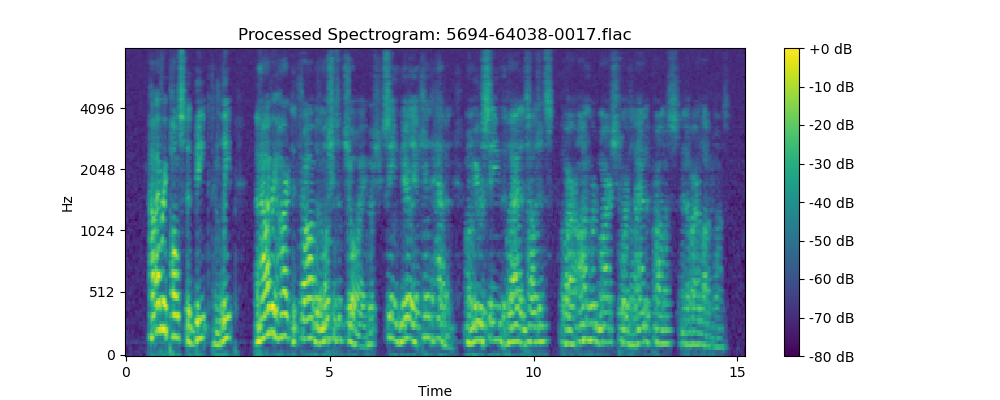 Processed Spectrogram: 5694-64038-0017.flac
Hz
4096
2048
1024
512
0
0 5 10 15
Time
+0 dB
-10 dB
-20 dB
-30 dB
-40 dB
-50 dB
-60 dB
-70 dB
-80 dB